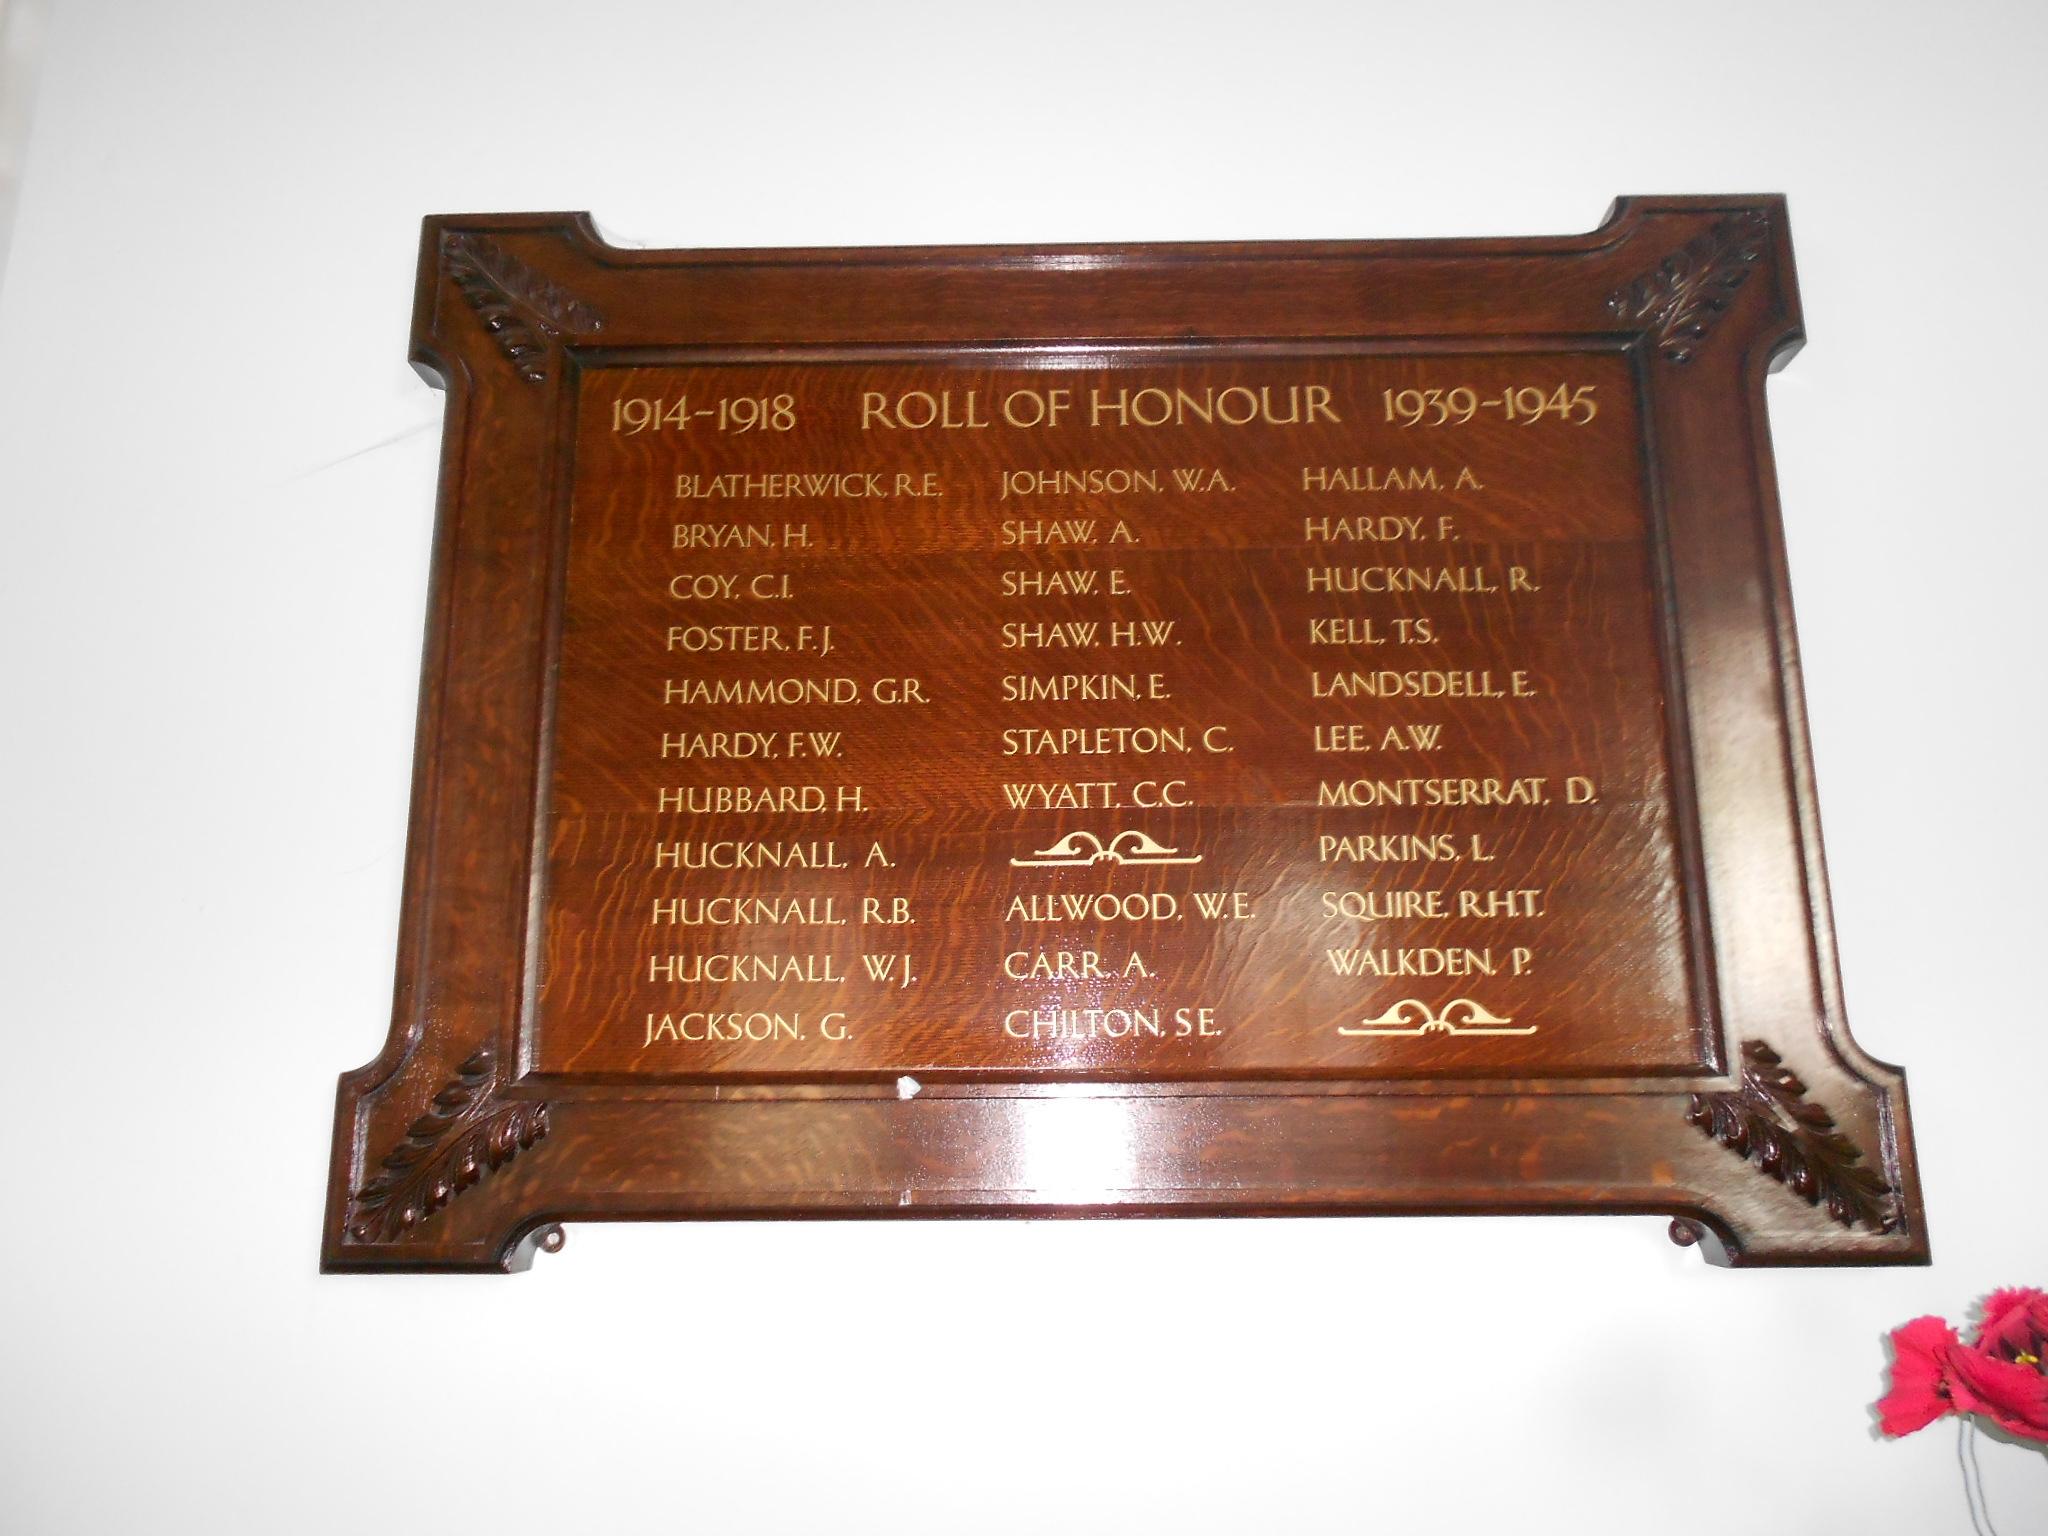 1914-1918 ROLL OF HONOUR 1939-1945
BLATHERWICK, R.E.
BRYAN, H.
COY, C.I.
FOSTER, F.J.
HAMMOND, G.R.
HARDY, F.W.
HUBBARD, H.
HUCKNALL, A.
HUCKNALL, R.B.
HUCKNALL, W.J.
JACKSON, G.
JOHNSON, W.A.
SHAW, A.
SHAW, E.
SHAW, H.W.
SIMPKIN, E.
STAPLETON, C.
WYATT, C.C.
ALLWOOD, W.E.
CARR, A.
CHILTON, S.E.
HALLAM, A.
HARDY, F.
HUCKNALL, R.
KELL, T.S.
LANDSDELL, E.
LEE, A.W.
MONTSERRAT, D.
PARKINS, L.
SQUIRE, R.H.T.
WALKDEN, P.